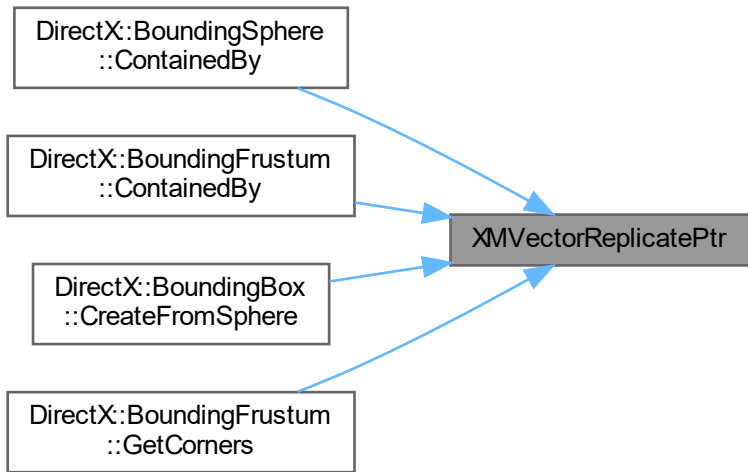 DirectX::BoundingSphere
::ContainedBy
DirectX::BoundingFrustum
::ContainedBy
XMVectorReplicatePtr
DirectX::BoundingBox
::CreateFromSphere
DirectX::BoundingFrustum
::GetCorners